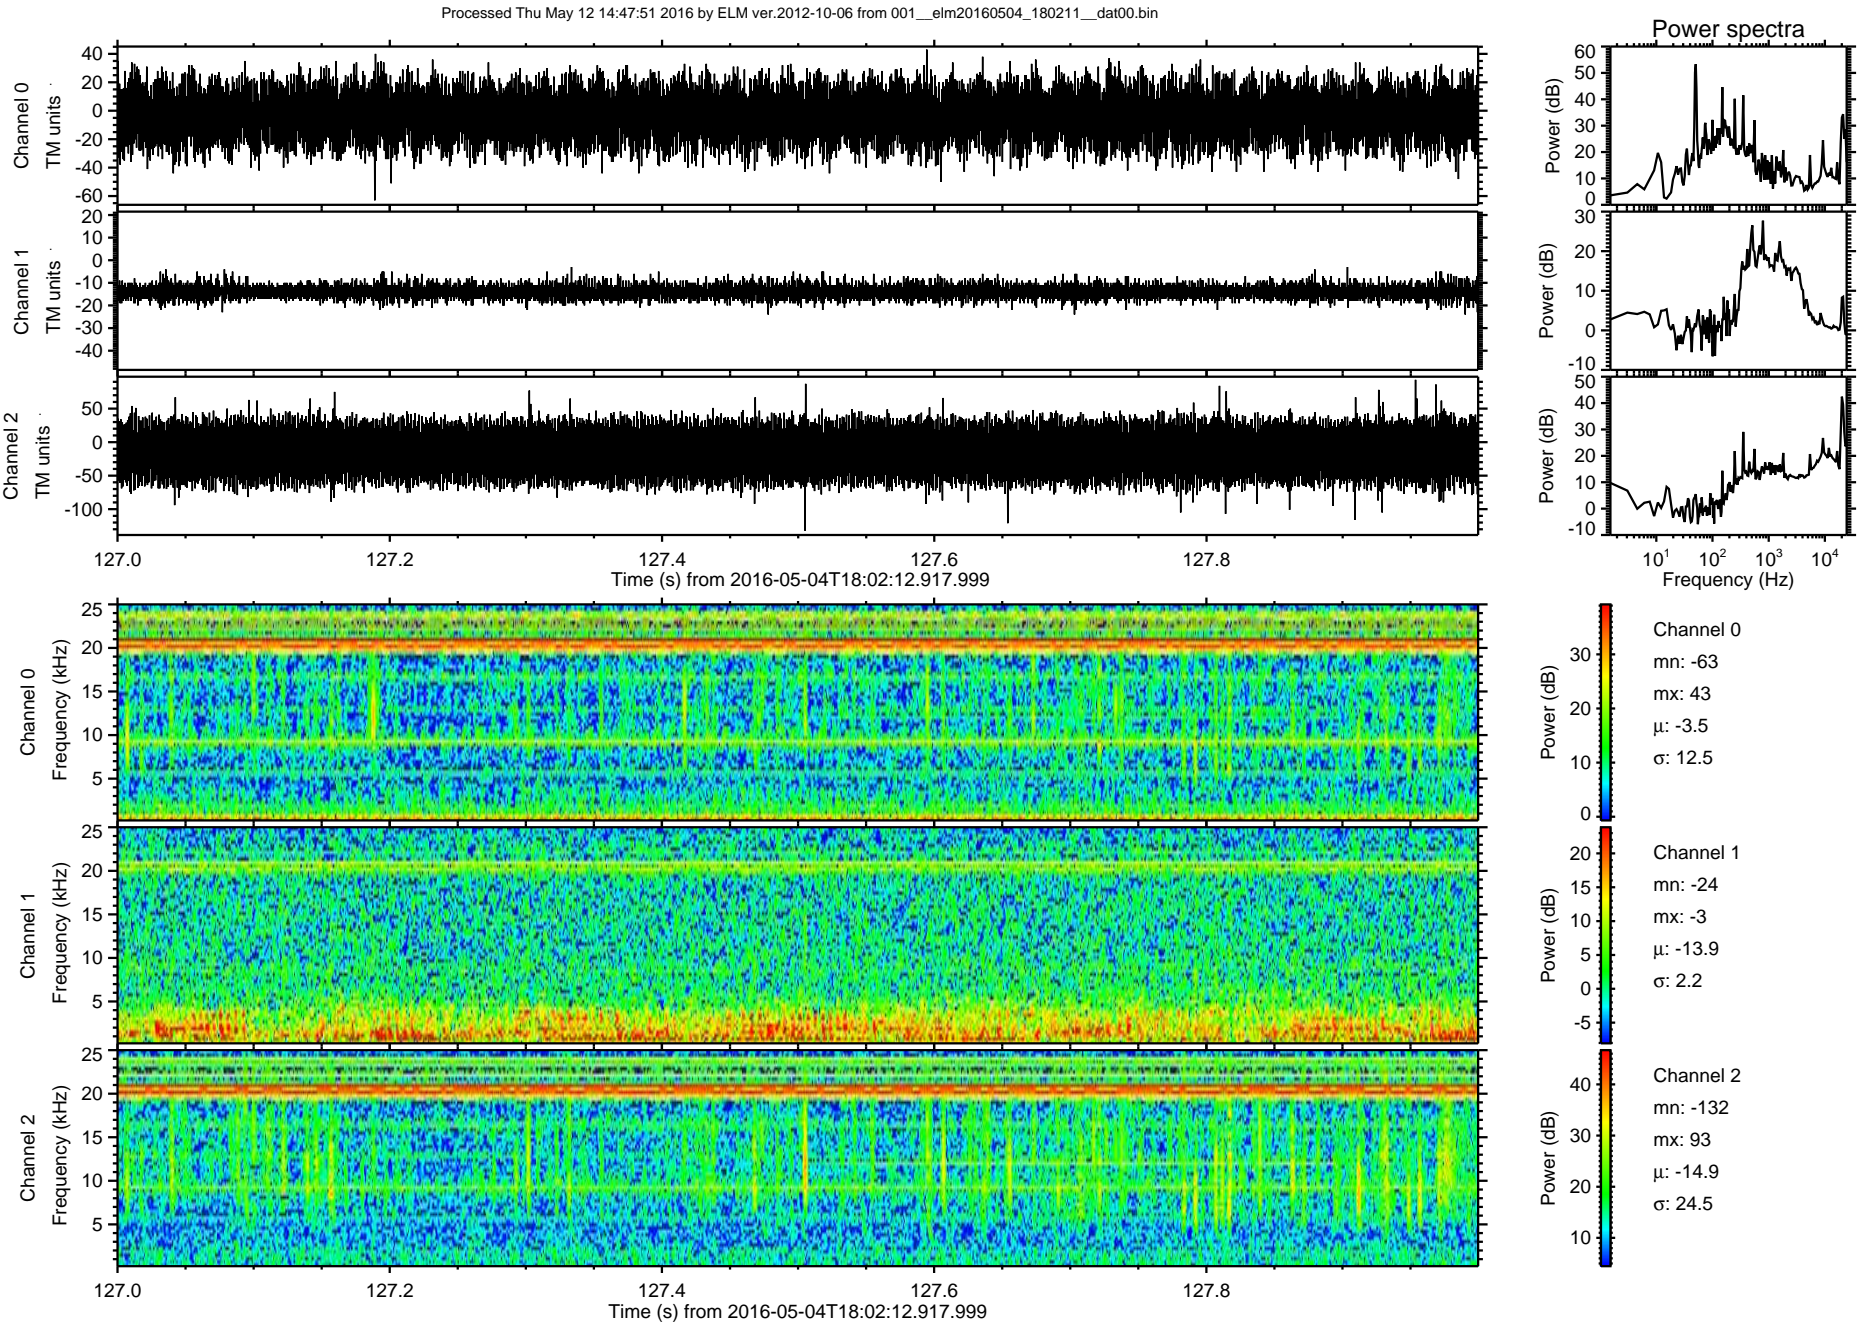 Processed Thu May 12 14:47:51 2016 by ELM ver.2012-10-06 from 001__elm20160504_180211__dat00.bin
Power spectra
Channel 0
TM units
40
20
0
-20
-40
-60
Power (dB)
60
50
40
30
20
10
0
Channel 1
TM units
20
10
0
-10
-20
-30
-40
Power (dB)
30
20
10
0
-10
Channel 2
TM units
50
0
-50
-100
Power (dB)
50
40
30
20
10
0
-10
127.0 127.2 127.4 127.6 127.8
Time (s) from 2016-05-04T18:02:12.917.999
10¹ 10² 10³ 10⁴
Frequency (Hz)
Channel 0
Frequency (kHz)
25
20
15
10
5
Power (dB)
30
20
10
0
Channel 0
mn: -63
mx: 43
µ: -3.5
σ: 12.5
Channel 1
Frequency (kHz)
25
20
15
10
5
Power (dB)
20
15
10
5
0
-5
Channel 1
mn: -24
mx: -3
µ: -13.9
σ: 2.2
Channel 2
Frequency (kHz)
25
20
15
10
5
Power (dB)
40
30
20
10
Channel 2
mn: -132
mx: 93
µ: -14.9
σ: 24.5
127.0 127.2 127.4 127.6 127.8
Time (s) from 2016-05-04T18:02:12.917.999